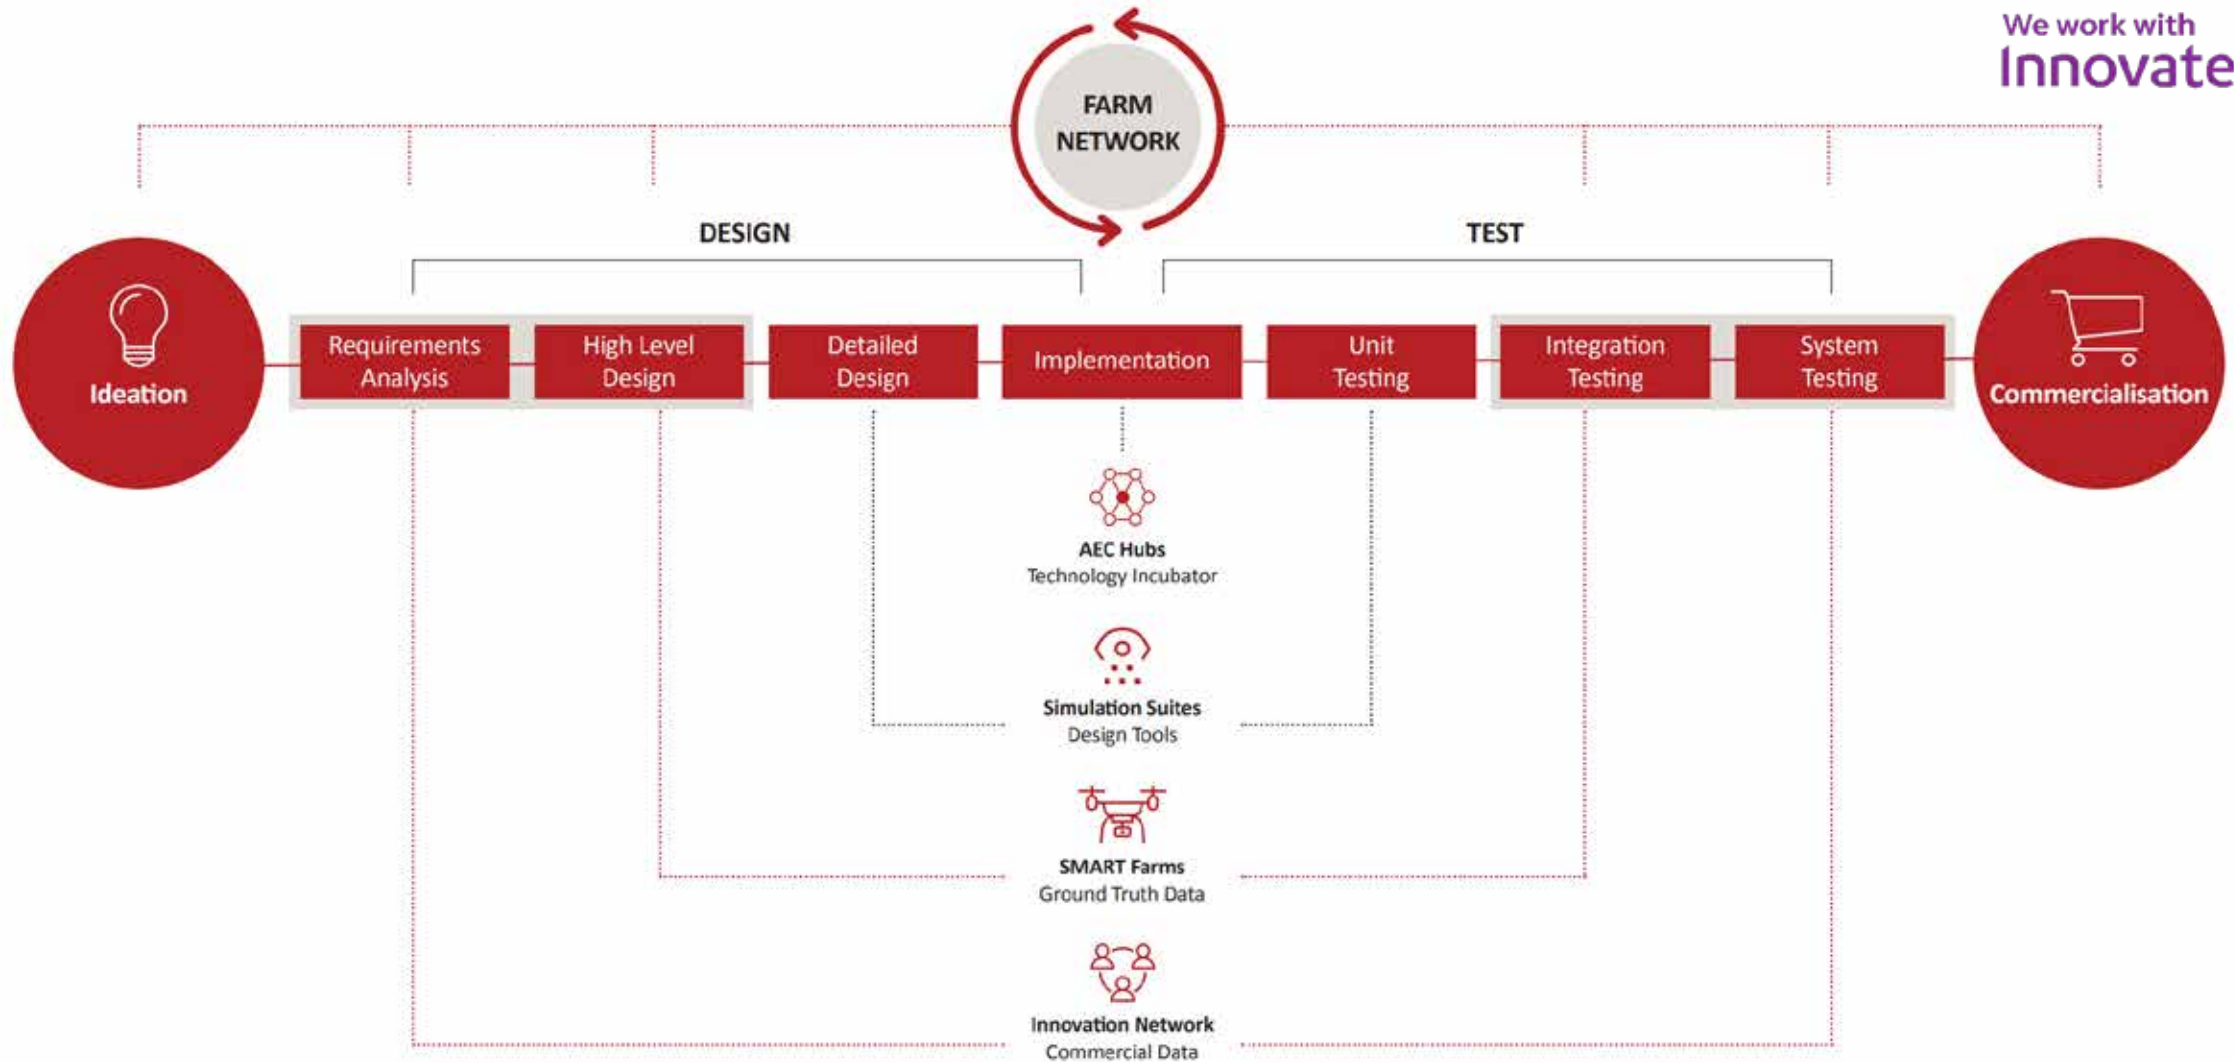 We work with
Innovate
FARM
NETWORK
DESIGN
TEST
Ideation
Requirements
Analysis
High Level
Design
Detailed
Design
Implementation
Unit
Testing
Integration
Testing
System
Testing
Commercialisation
AEC Hubs
Technology Incubator
Simulation Suites
Design Tools
SMART Farms
Ground Truth Data
Innovation Network
Commercial Data